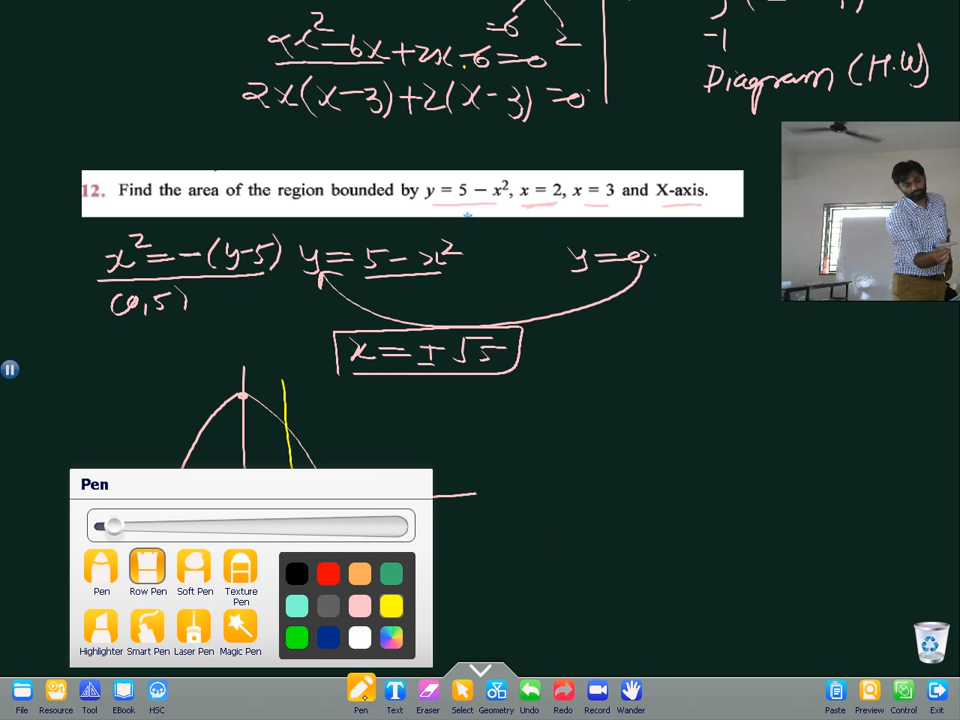 =6
2x² - 6x + 2x - 6 = 0
2
2x(x-3) + 2(x-3) = 0
-1
Diagram (H.W)
12. Find the area of the region bounded by y = 5 − x², x = 2, x = 3 and X-axis.
x² = -(y-5)
y = 5 - x²
y = 0
(0,5)
x = ± √5
Pen
Pen
Row Pen
Soft Pen
Texture Pen
Highlighter
Smart Pen
Laser Pen
Magic Pen
File
Resource
Tool
EBook
HSC
Pen
Text
Eraser
Select
Geometry
Undo
Redo
Record
Wander
Paste
Preview
Control
Exit